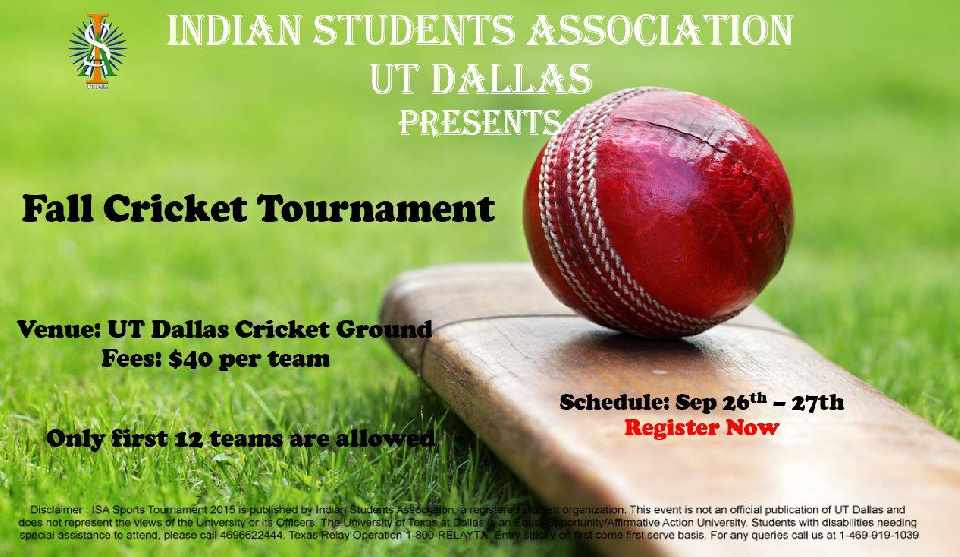 INDIAN STUDENTS ASSOCIATION
UT DALLAS
PRESENTS
Fall Cricket Tournament
Venue: UT Dallas Cricket Ground
Fees: $40 per team
Schedule: Sep 26th – 27th
Register Now
Only first 12 teams are allowed
Disclaimer : ISA Sports Tournament 2015 is published by Indian Students Association, a registered student organization. This event is not an official publication of UT Dallas and
does not represent the views of the University or its Officers. The University of Texas at Dallas is an Equal Opportunity/Affirmative Action University. Students with disabilities needing
special assistance to attend, please call 4696622444, Texas Relay Operation 1-800-RELAYTX. Entry strictly on first come first serve basis. For any queries call us at 1-469-919-1039